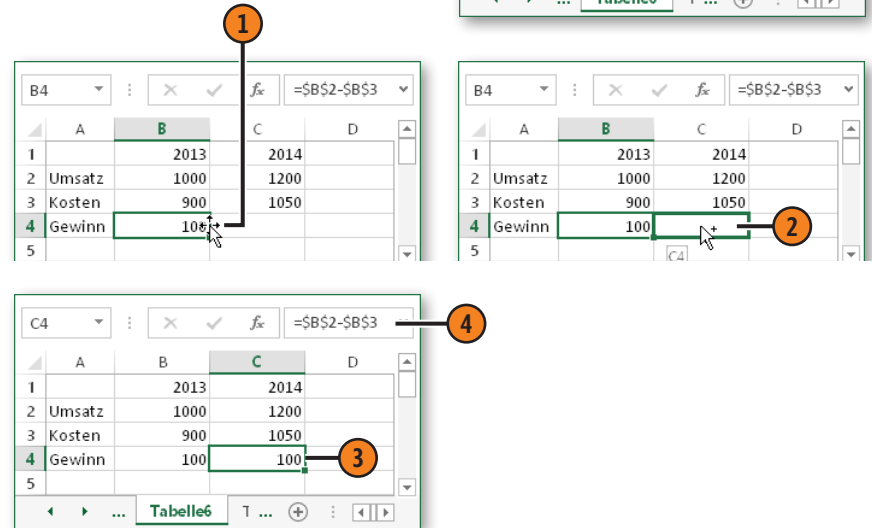 ... Tabelle6 T ...
1
B4 fx =$B$2-$B$3
A B C D
1 2013 2014
2 Umsatz 1000 1200
3 Kosten 900 1050
4 Gewinn
5
B4 fx =$B$2-$B$3
A B C D
1 2013 2014
2 Umsatz 1000 1200
3 Kosten 900 1050
4 Gewinn 100 2
5 C4
C4 fx =$B$2-$B$3 4
A B C D
1 2013 2014
2 Umsatz 1000 1200
3 Kosten 900 1050
4 Gewinn 100 100 3
5
... Tabelle6 T ...